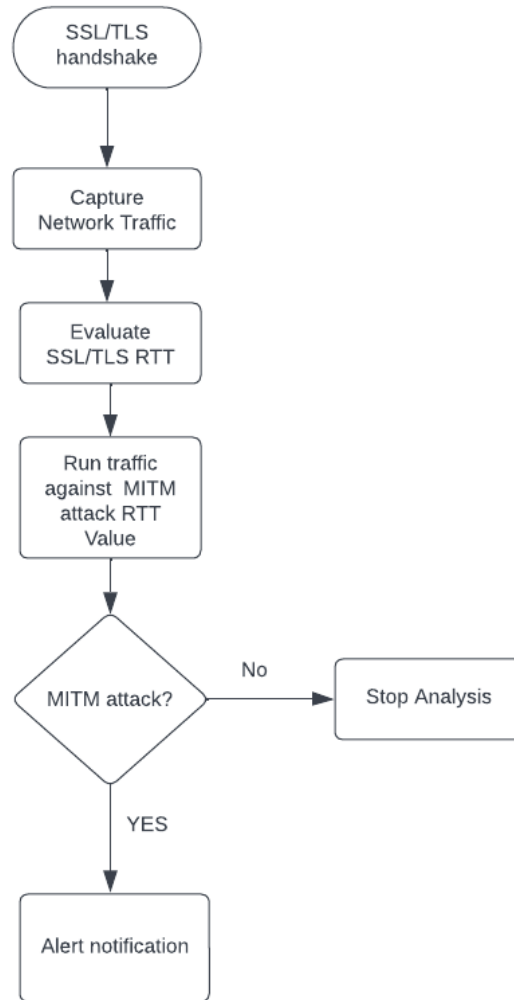 SSL/TLS
handshake
Capture
Network Traffic
Evaluate
SSL/TLS RTT
Run traffic
against MITM
attack RTT
Value
MITM attack?
No
Stop Analysis
YES
Alert notification